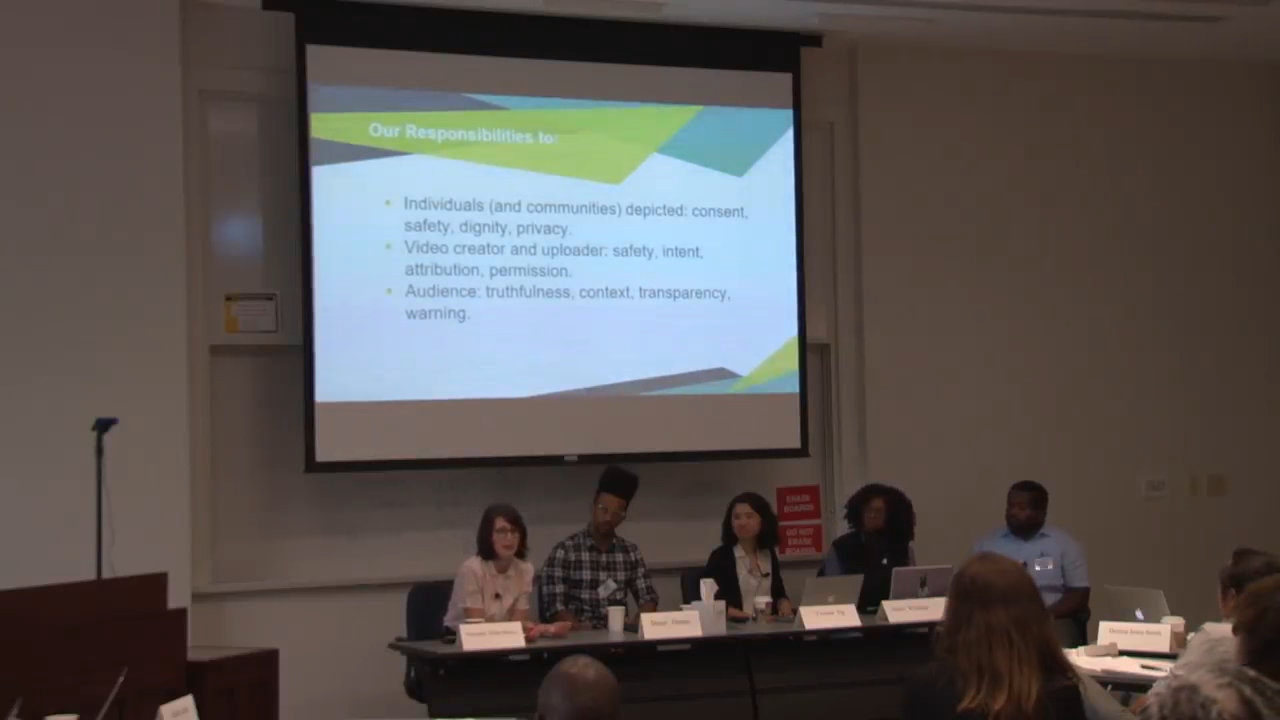 Our Responsibilities to:
Individuals (and communities) depicted: consent,
safety, dignity, privacy.
Video creator and uploader: safety, intent,
attribution, permission.
Audience: truthfulness, context, transparency,
warning.
ERASE
BOARDS
DO NOT
ERASE
BOARDS